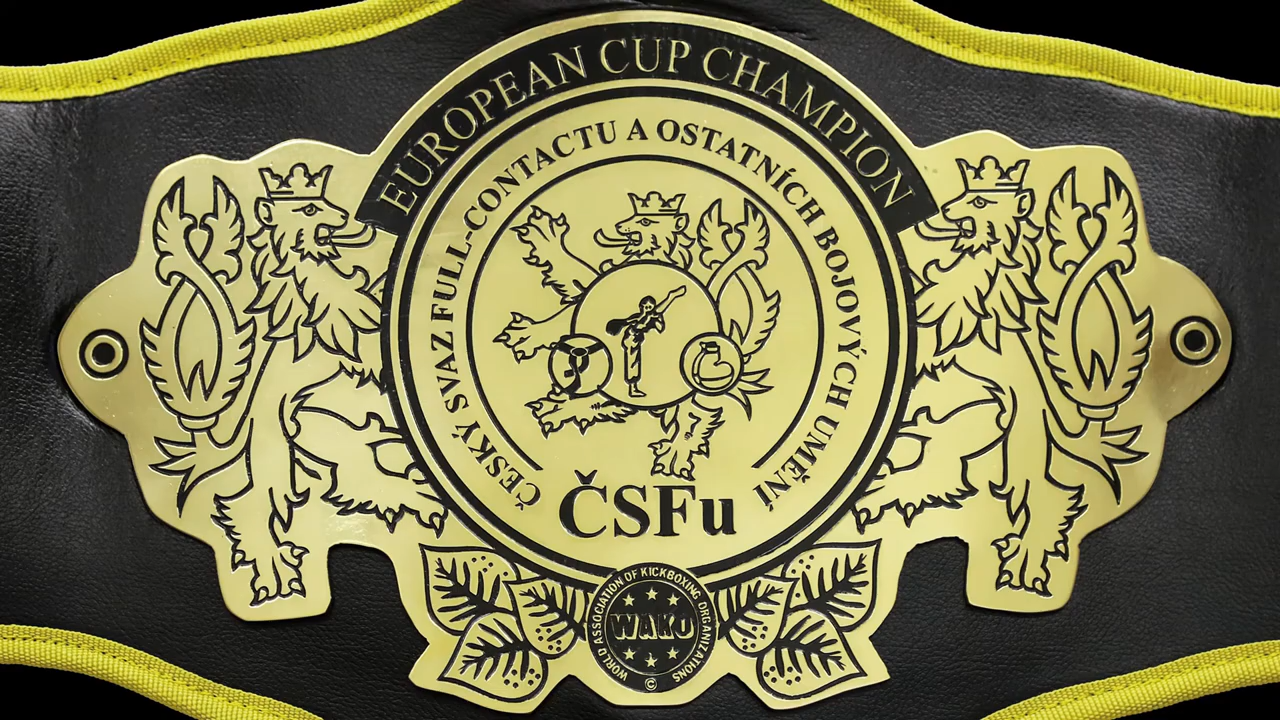 EUROPEAN CUP CHAMPION
ČESKÝ SVAZ FULL-CONTACTU A OSTATNÍCH BOJOVÝCH UMĚNÍ
ČSFu
WORLD ASSOCIATION OF KICKBOXING ORGANIZATIONS
WAKO
©